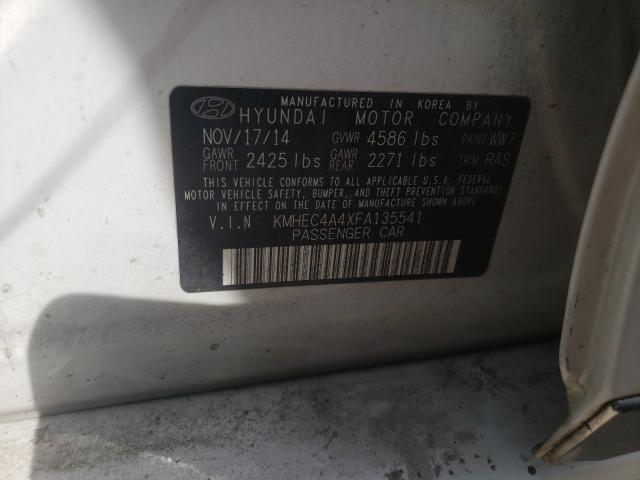 MANUFACTURED IN KOREA BY
HYUNDAI MOTOR COMPANY
NOV/17/14 GVWR 4586 lbs PAINT WW7
GAWR FRONT 2425 lbs GAWR REAR 2271 lbs TRIM RAS
THIS VEHICLE CONFORMS TO ALL APPLICABLE U.S.A. FEDERAL
MOTOR VEHICLE SAFETY, BUMPER, AND THEFT PREVENTION STANDARDS
IN EFFECT ON THE DATE OF MANUFACTURE SHOWN ABOVE.
V.I.N KMHEC4A4XFA135541
PASSENGER CAR